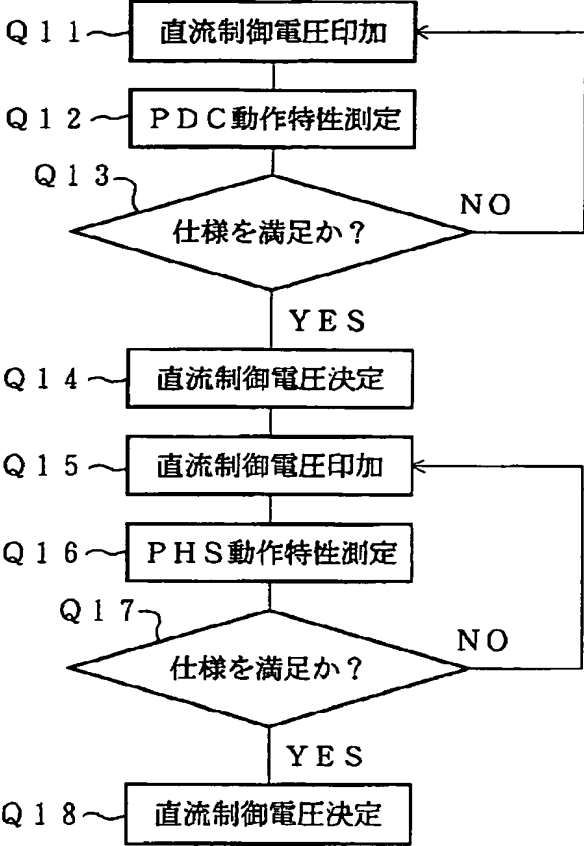 Q11
直流制御電圧印加
Q12
PDC動作特性測定
Q13
仕様を満足か？
NO
YES
Q14
直流制御電圧決定
Q15
直流制御電圧印加
Q16
PHS動作特性測定
Q17
仕様を満足か？
NO
YES
Q18
直流制御電圧決定